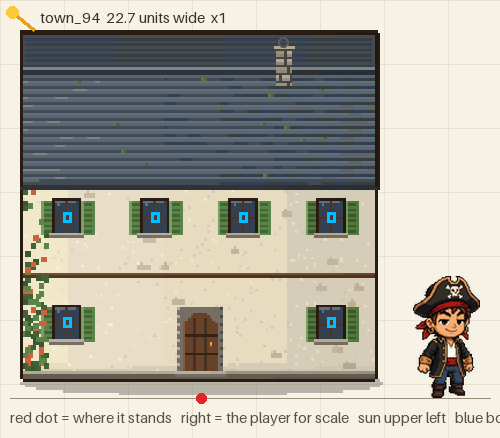 town_94 22.7 units wide x1
red dot = where it stands right = the player for scale sun upper left blue bo